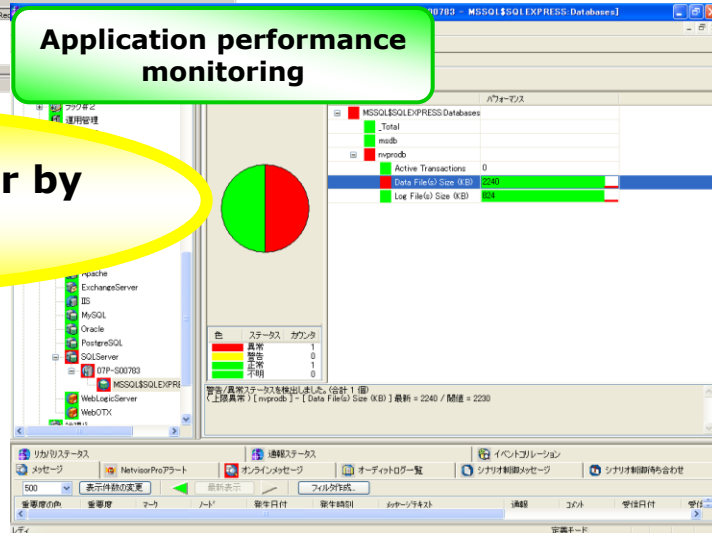 00783 - MSSQL$SQLEXPRESS:Databases]
Application performance
monitoring
r by
ラック#2
運用管理
Apache
ExchangeServer
IIS
MySQL
Oracle
PostgreSQL
SQLServer
07P-S00783
MSSQL$SQLEXPRE
WebLogicServer
WebOTX
パフォーマンス
MSSQL$SQLEXPRESS:Databases
_Total
msdb
nvprodb
Active Transactions 0
Data File(s) Size (KB) 2240
Log File(s) Size (KB) 824
色 ステータス カウンタ
異常 1
警告 0
正常 1
不明 0
警告/異常ステータスを検出しました。(合計 1 個)
(上限異常) [ nvprodb ] - [ Data File(s) Size (KB) ] 最新 = 2240 / 閾値 = 2230
リカバリステータス 通報ステータス イベントコリレーション
メッセージ NetvisorProアラート オンラインメッセージ オーディットログ一覧 シナリオ制御メッセージ シナリオ制御待ち合わせ
500 表示件数の変更 最新表示 フィルタ作成...
重要度の色 重要度 マーク ノード 発生日付 発生時刻 メッセージテキスト 通報 コメント 受信日付
レディ 定義モード